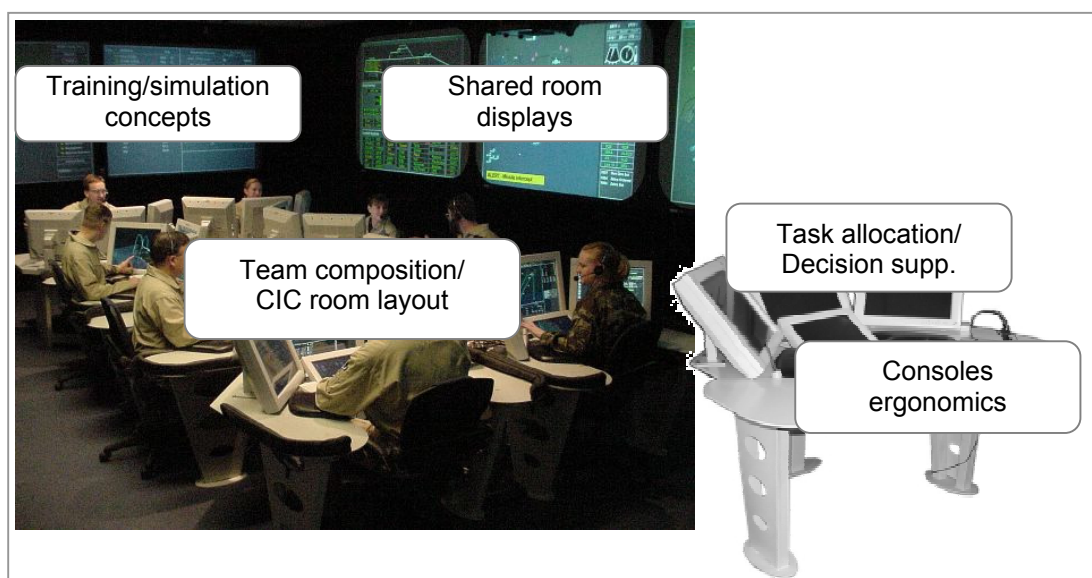 Training/simulation
concepts
Shared room
displays
Team composition/
CIC room layout
Task allocation/
Decision supp.
Consoles
ergonomics